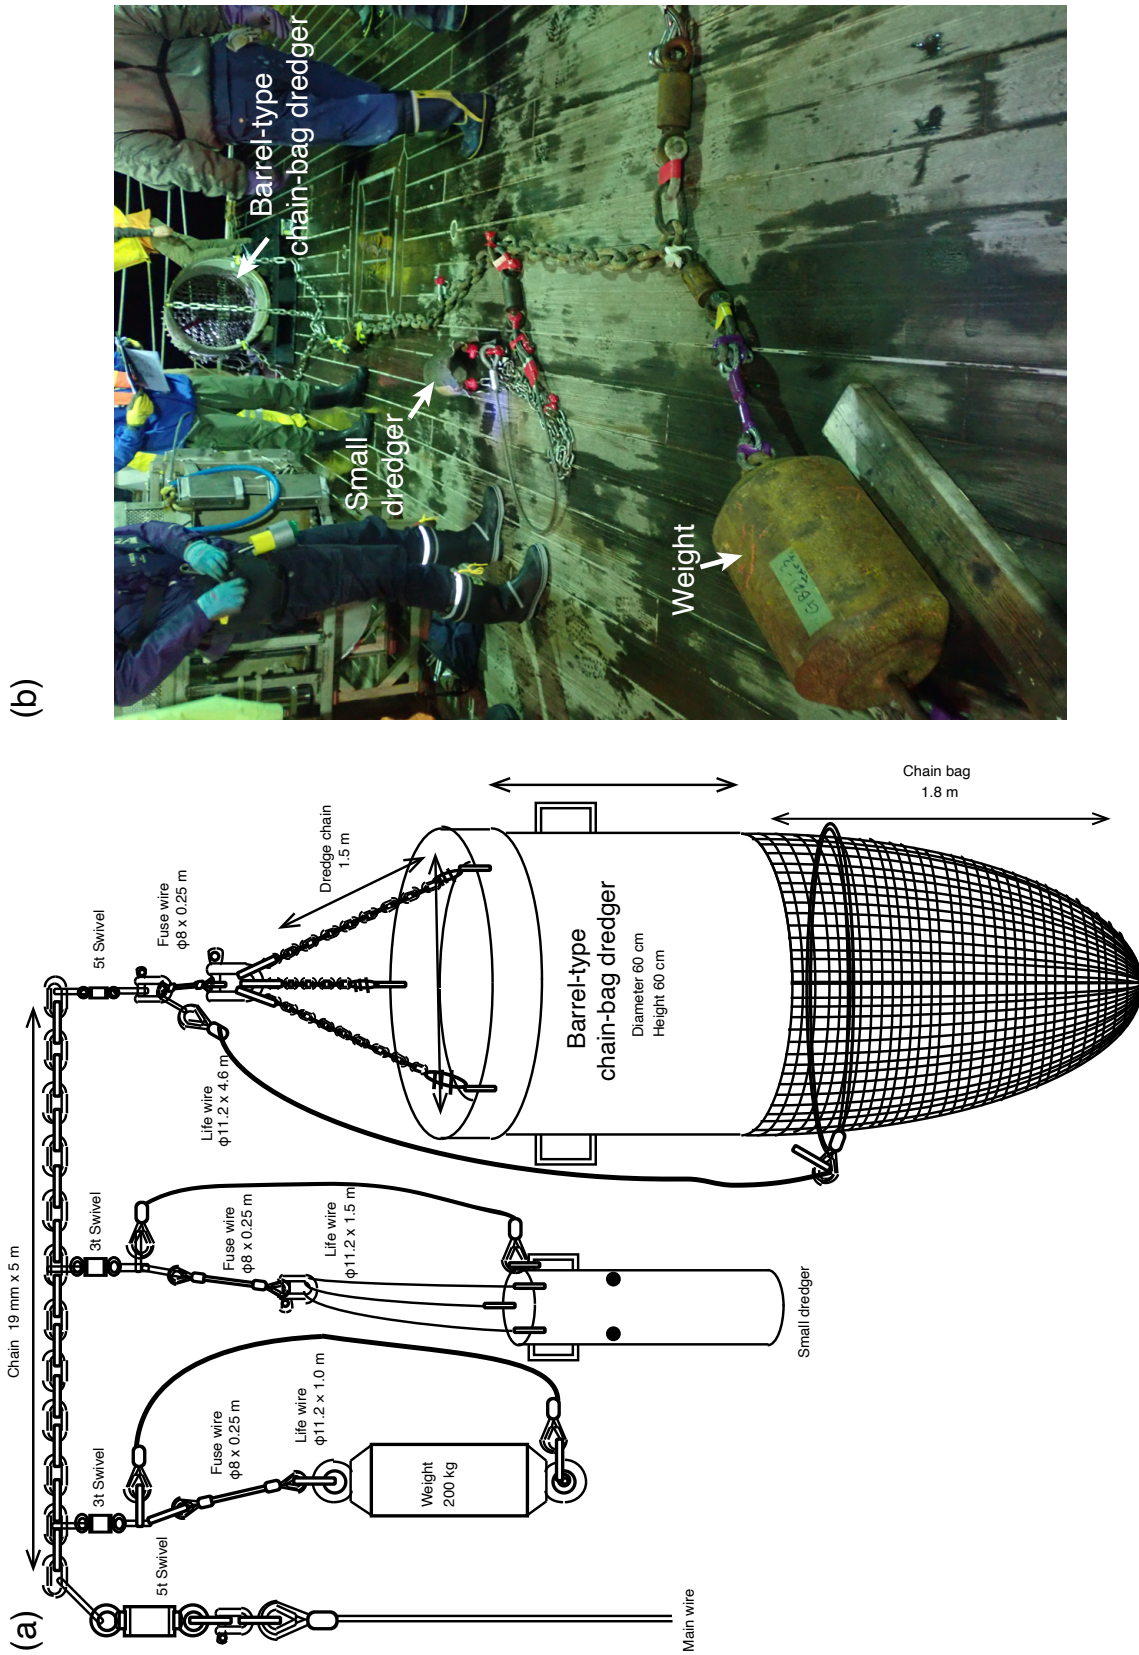 (a)
Chain 19 mm x 5 m
5t Swivel
Main wire
3t Swivel
Fuse wire
φ8 x 0.25 m
Life wire
φ11.2 x 1.0 m
Weight
200 kg
3t Swivel
Fuse wire
φ8 x 0.25 m
Life wire
φ11.2 x 1.5 m
Small dredger
5t Swivel
Fuse wire
φ8 x 0.25 m
Life wire
φ11.2 x 4.6 m
Dredge chain
1.5 m
Barrel-type
chain-bag dredger
Diameter 60 cm
Height 60 cm
Chain bag
1.8 m
(b)
Barrel-type
chain-bag dredger
Small
dredger
Weight